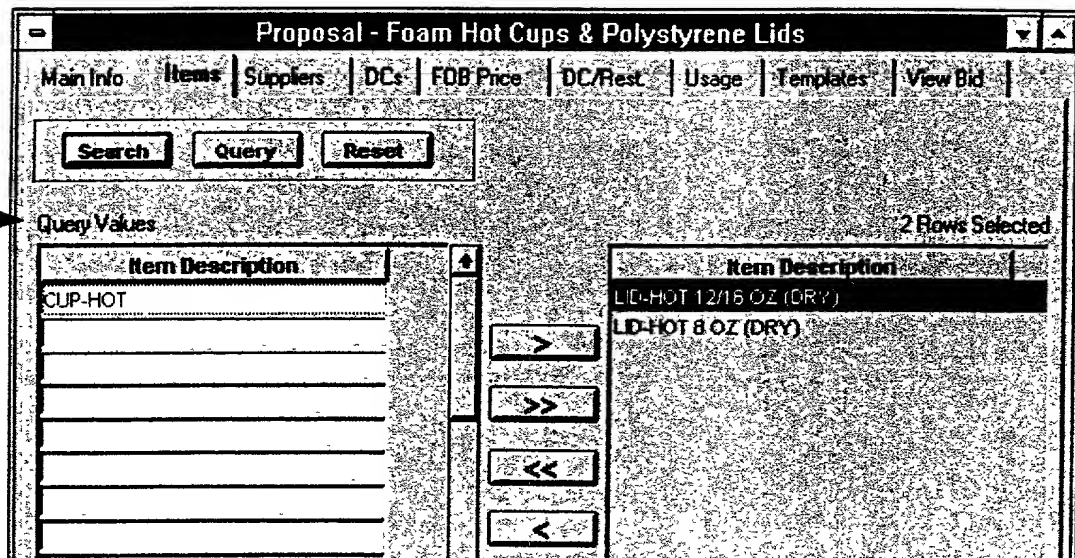 Proposal - Foam Hot Cups & Polystyrene Lids
Main Info Items Suppliers DCs FOB Price DC/Rest. Usage Templates View Bid
Search Query Reset
Query Values 2 Rows Selected
Item Description Item Description
CUP-HOT LID-HOT 12/16 OZ (DRY)
LID-HOT 8 OZ (DRY)
>
>>
<<
<